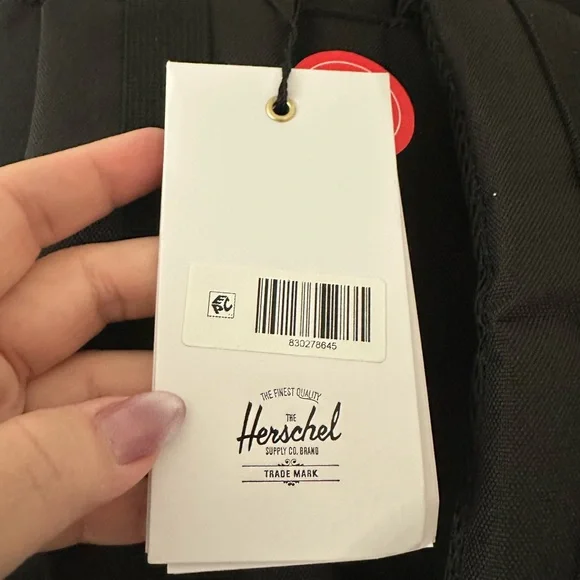 EPC
830278645
THE FINEST QUALITY
THE
Herschel
SUPPLY CO. BRAND
TRADE MARK